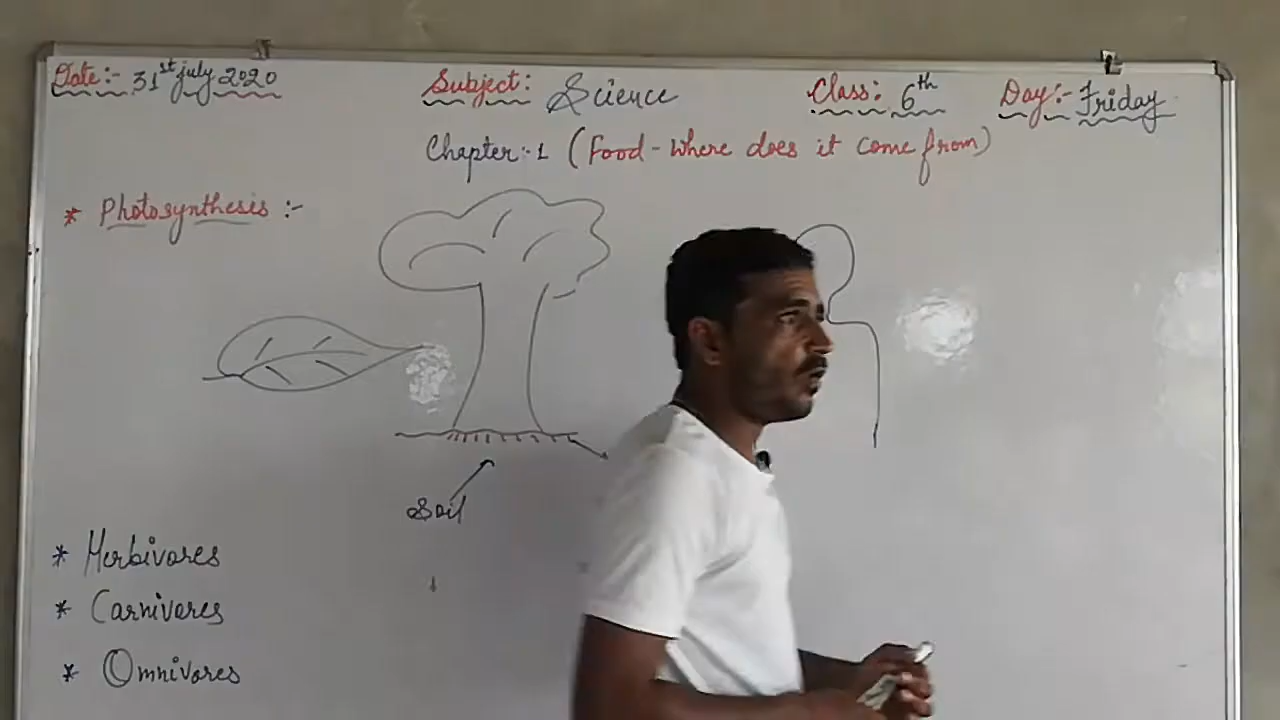 Date:- 31st july 2020 Subject: Science Class: 6th Day:- Friday
Chapter:-1 (Food - Where does it come from)
* Photosynthesis :-
Soil
* Herbivores
* Carnivores
* Omnivores